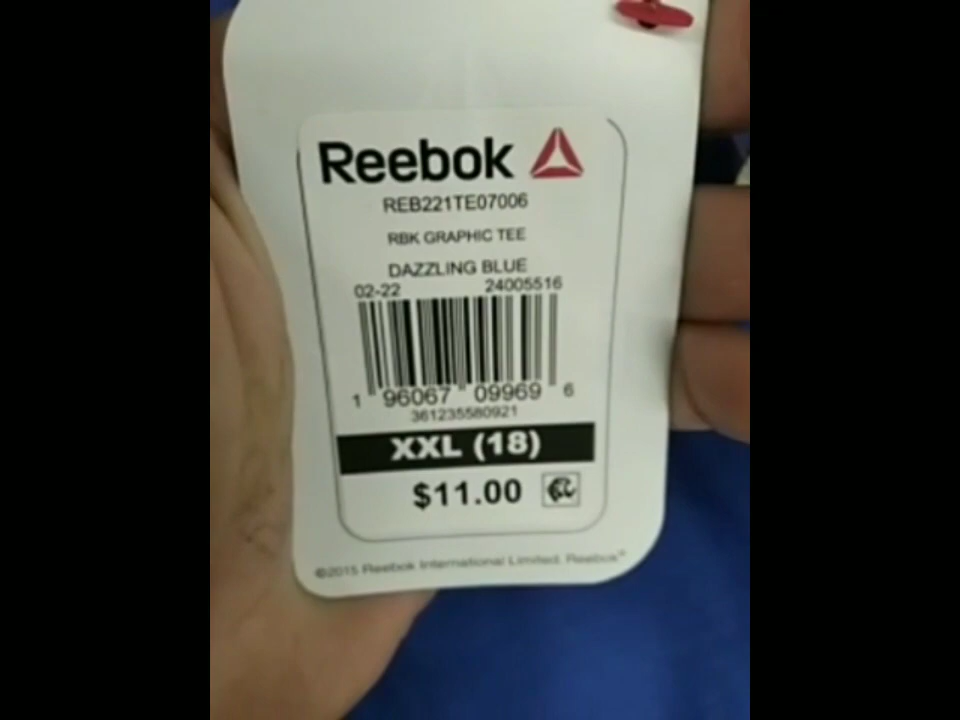 Reebok
REB221TE07006
RBK GRAPHIC TEE
DAZZLING BLUE
02-22 24005516
1 96067 09969 6
361235580921
XXL (18)
$11.00
©2015 Reebok International Limited. Reebok®